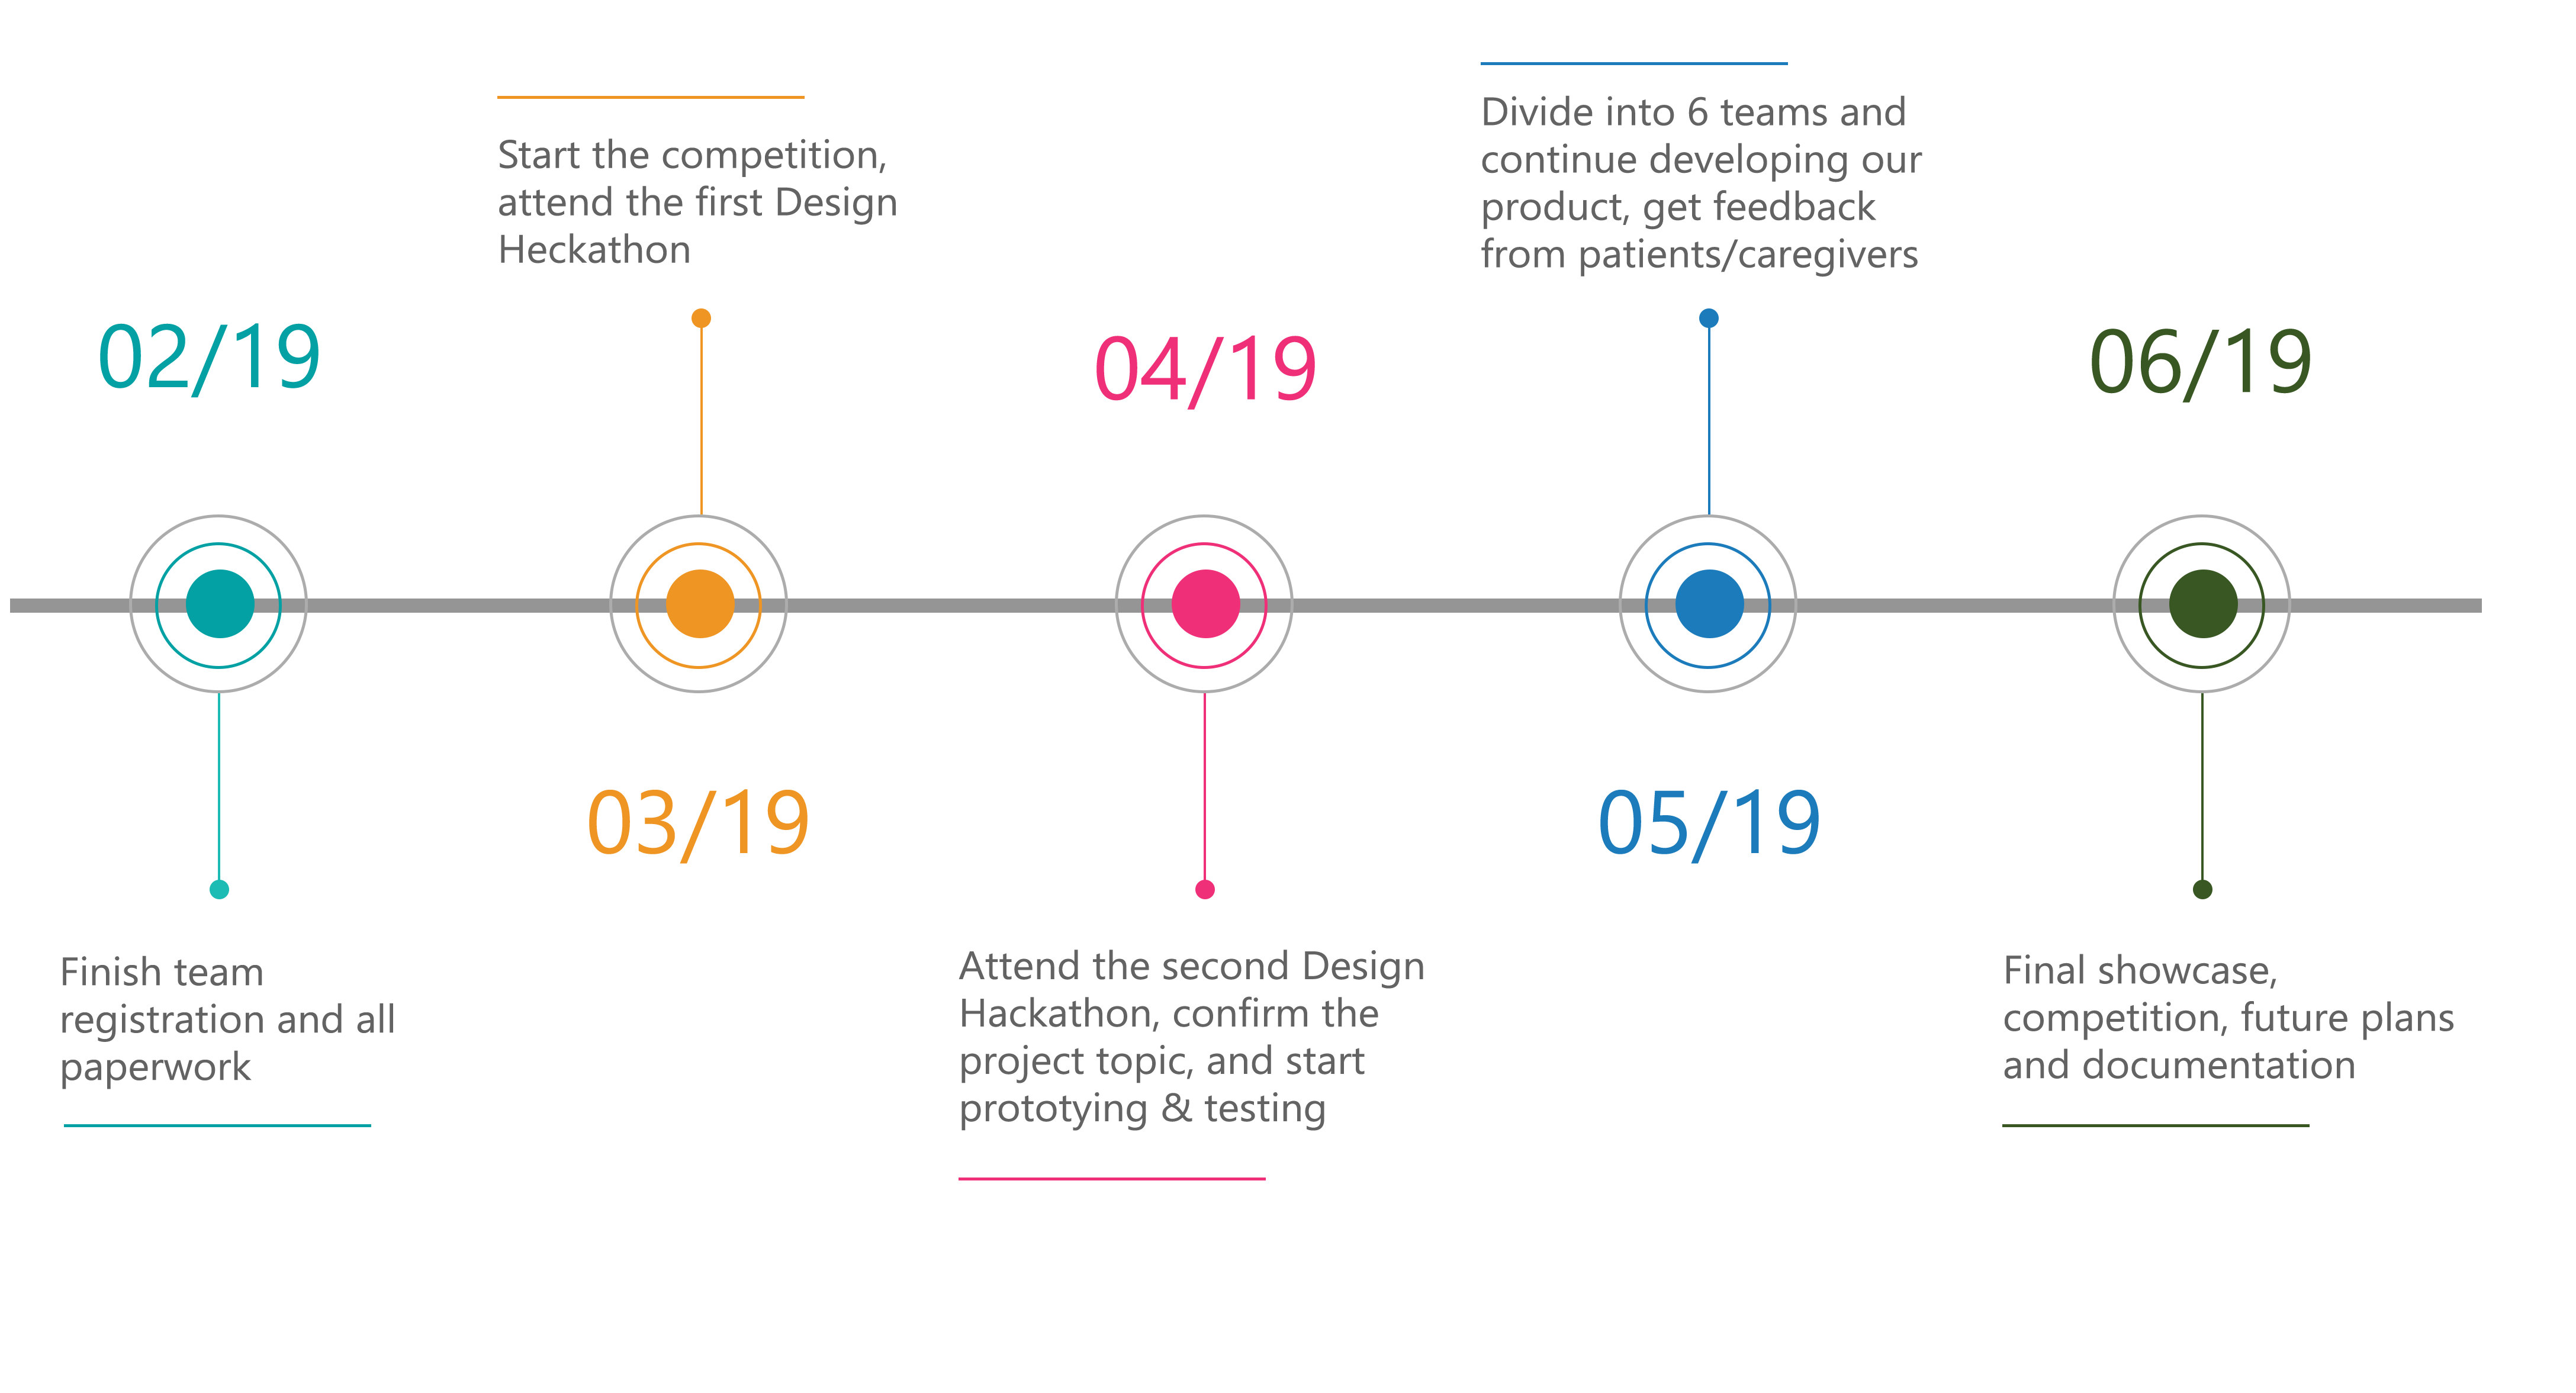 02/19
Finish team
registration and all
paperwork
Start the competition,
attend the first Design
Heckathon
03/19
04/19
Attend the second Design
Hackathon, confirm the
project topic, and start
prototying & testing
Divide into 6 teams and
continue developing our
product, get feedback
from patients/caregivers
05/19
06/19
Final showcase,
competition, future plans
and documentation